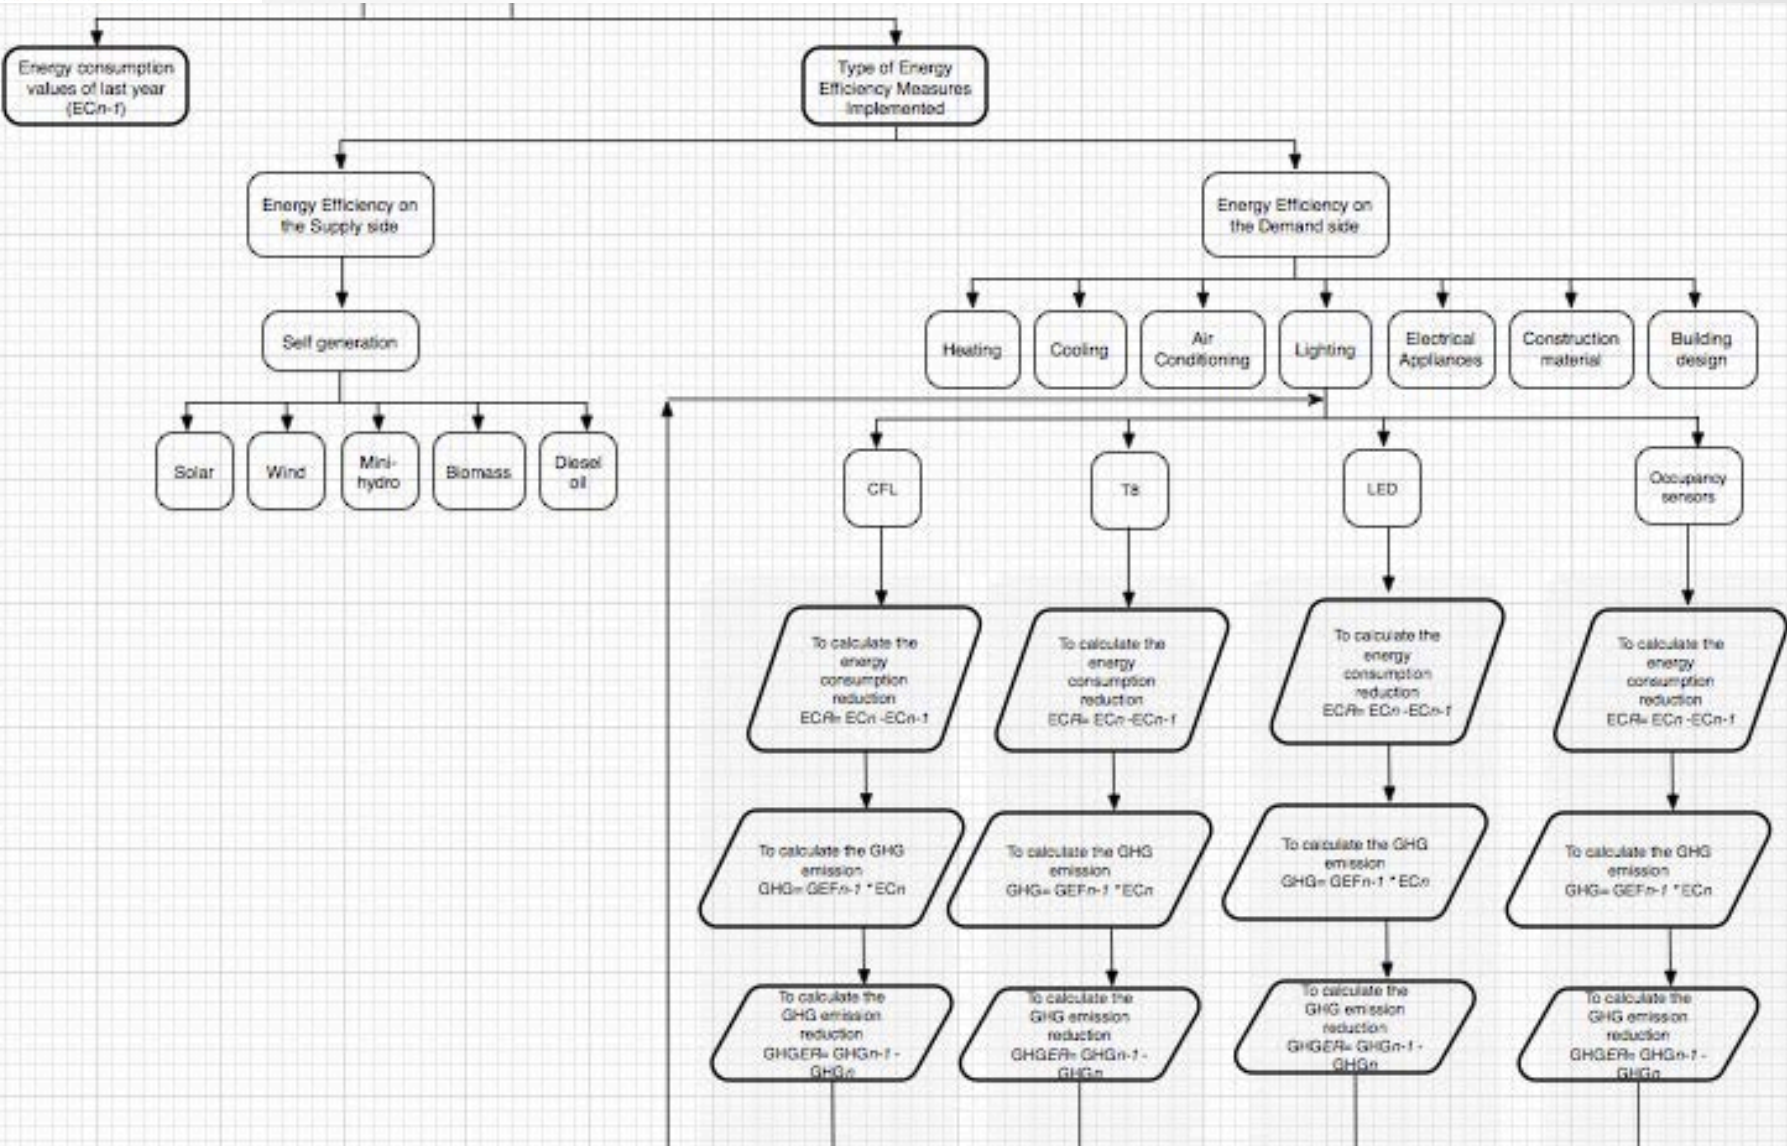 Energy consumption
values of last year
(ECn-1)
Type of Energy
Efficiency Measures
Implemented
Energy Efficiency on
the Supply side
Energy Efficiency on
the Demand side
Self generation
Heating
Cooling
Air
Conditioning
Lighting
Electrical
Appliances
Construction
material
Building
design
Solar
Wind
Mini-
hydro
Biomass
Diesel
oil
CFL
T8
LED
Occupancy
sensors
To calculate the
energy
consumption
reduction
ECR= ECn -ECn-1
To calculate the
energy
consumption
reduction
ECR= ECn -ECn-1
To calculate the
energy
consumption
reduction
ECR= ECn -ECn-1
To calculate the
energy
consumption
reduction
ECR= ECn -ECn-1
To calculate the GHG
emission
GHG= GEFn-1 * ECn
To calculate the GHG
emission
GHG= GEFn-1 * ECn
To calculate the GHG
emission
GHG= GEFn-1 * ECn
To calculate the GHG
emission
GHG= GEFn-1 * ECn
To calculate the
GHG emission
reduction
GHGER= GHGn-1 -
GHGn
To calculate the
GHG emission
reduction
GHGER= GHGn-1 -
GHGn
To calculate the
GHG emission
reduction
GHGER= GHGn-1 -
GHGn
To calculate the
GHG emission
reduction
GHGER= GHGn-1 -
GHGn